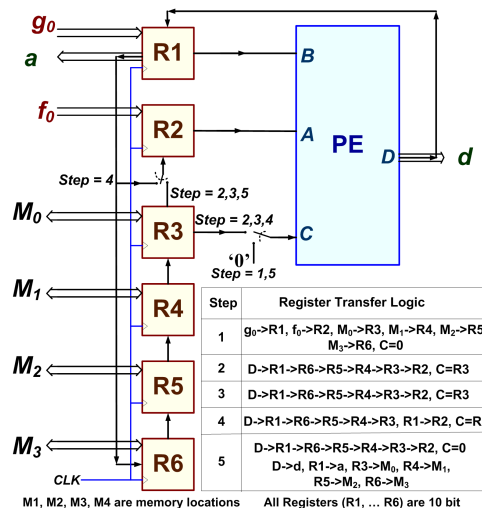 g0
a
R1
B
f0
R2
A
PE
D
d
Step = 4
Step = 2,3,5
M0
R3
Step = 2,3,4
C
'0'
Step = 1,5
M1
R4
M2
R5
M3
R6
CLK
Step Register Transfer Logic
1 g0->R1, f0->R2, M0->R3, M1->R4, M2->R5
M3->R6, C=0
2 D->R1->R6->R5->R4->R3->R2, C=R3
3 D->R1->R6->R5->R4->R3->R2, C=R3
4 D->R1->R6->R5->R4->R3, R1->R2, C=R
5 D->R1->R6->R5->R4->R3->R2, C=0
D->d, R1->a, R3->M0, R4->M1,
R5->M2, R6->M3
M1, M2, M3, M4 are memory locations All Registers (R1, ... R6) are 10 bit